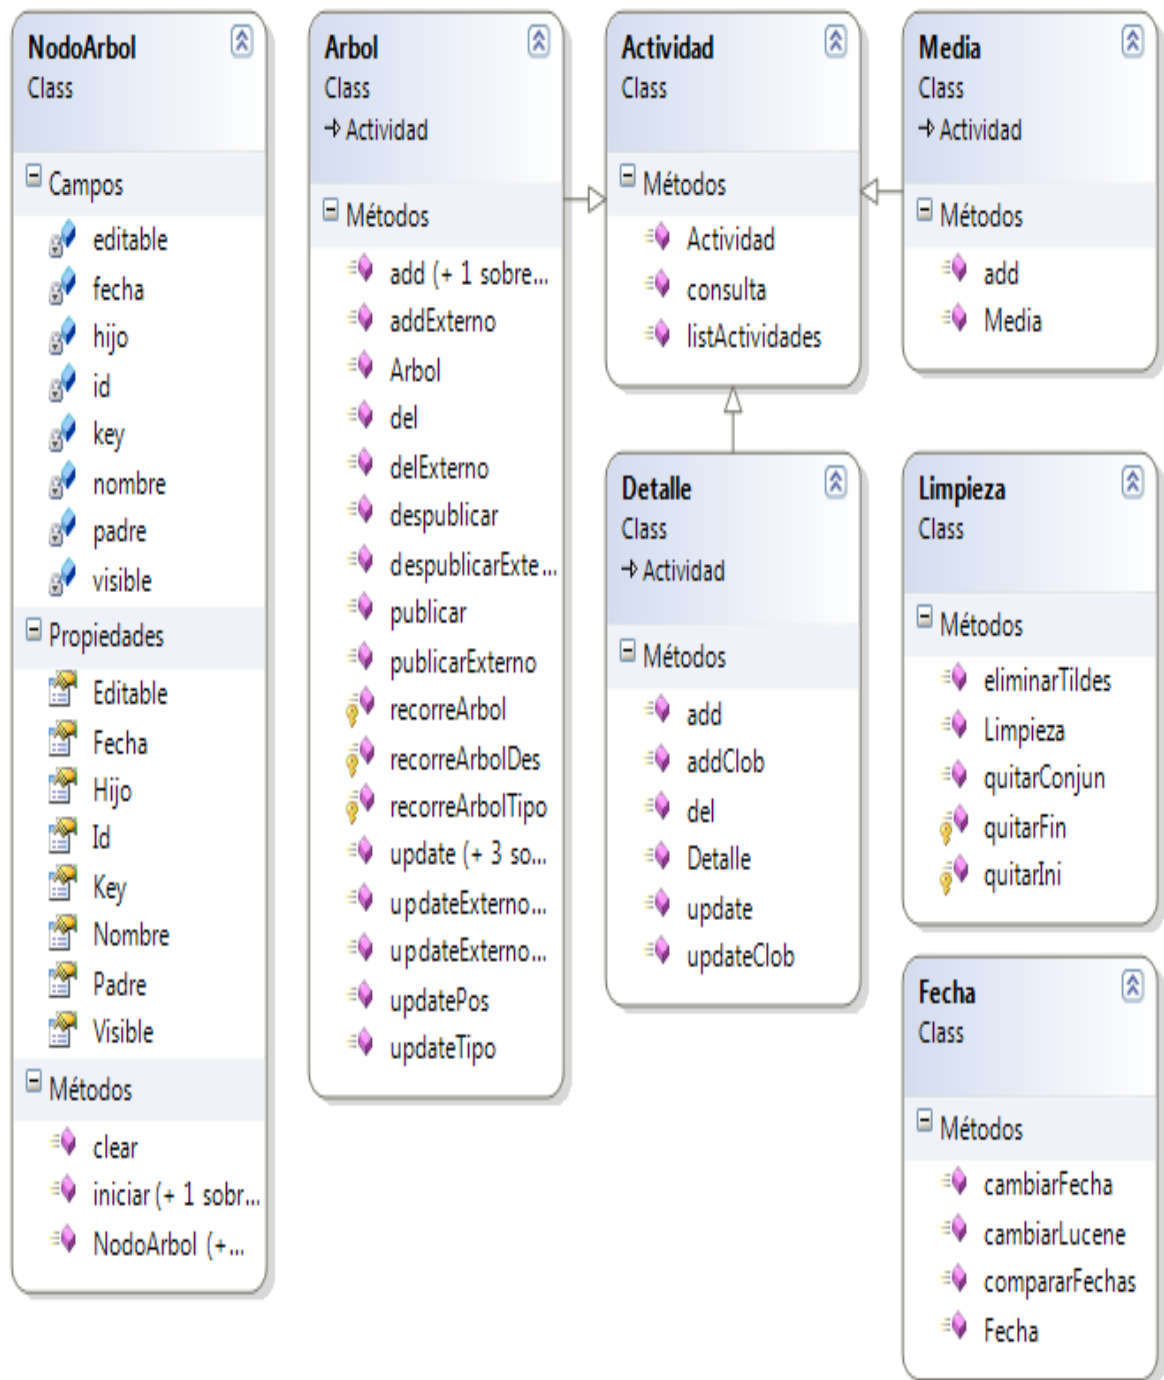 NodoArbol
Class
Campos
editable
fecha
hijo
id
key
nombre
padre
visible
Propiedades
Editable
Fecha
Hijo
Id
Key
Nombre
Padre
Visible
Métodos
clear
iniciar (+ 1 sobr...
NodoArbol (+...
Arbol
Class
Actividad
Métodos
add (+ 1 sobre...
addExterno
Arbol
del
delExterno
despublicar
despublicarExte...
publicar
publicarExterno
recorreArbol
recorreArbolDes
recorreArbolTipo
update (+ 3 so...
updateExterno...
updateExterno...
updatePos
updateTipo
Actividad
Class
Métodos
Actividad
consulta
listActividades
Media
Class
Actividad
Métodos
add
Media
Detalle
Class
Actividad
Métodos
add
addClob
del
Detalle
update
updateClob
Limpieza
Class
Métodos
eliminarTildes
Limpieza
quitarConjun
quitarFin
quitarIni
Fecha
Class
Métodos
cambiarFecha
cambiarLucene
compararFechas
Fecha